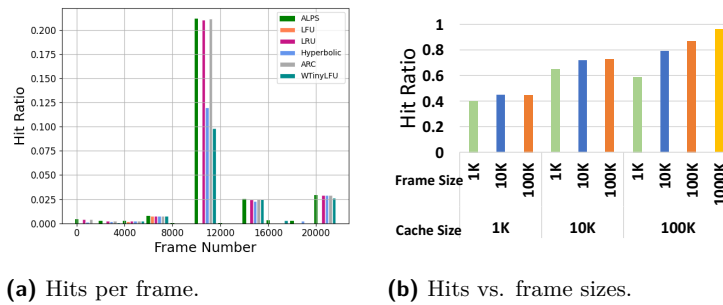 Hit Ratio
0.200
0.175
0.150
0.125
0.100
0.075
0.050
0.025
0.000
ALPS
LFU
LRU
Hyperbolic
ARC
WTinyLFU
0 4000 8000 12000 16000 20000
Frame Number
(a) Hits per frame.
Hit Ratio
1
0.8
0.6
0.4
0.2
0
Frame Size 1K 10K 100K 1K 10K 100K 1K 10K 100K 1000K
Cache Size 1K 10K 100K
(b) Hits vs. frame sizes.